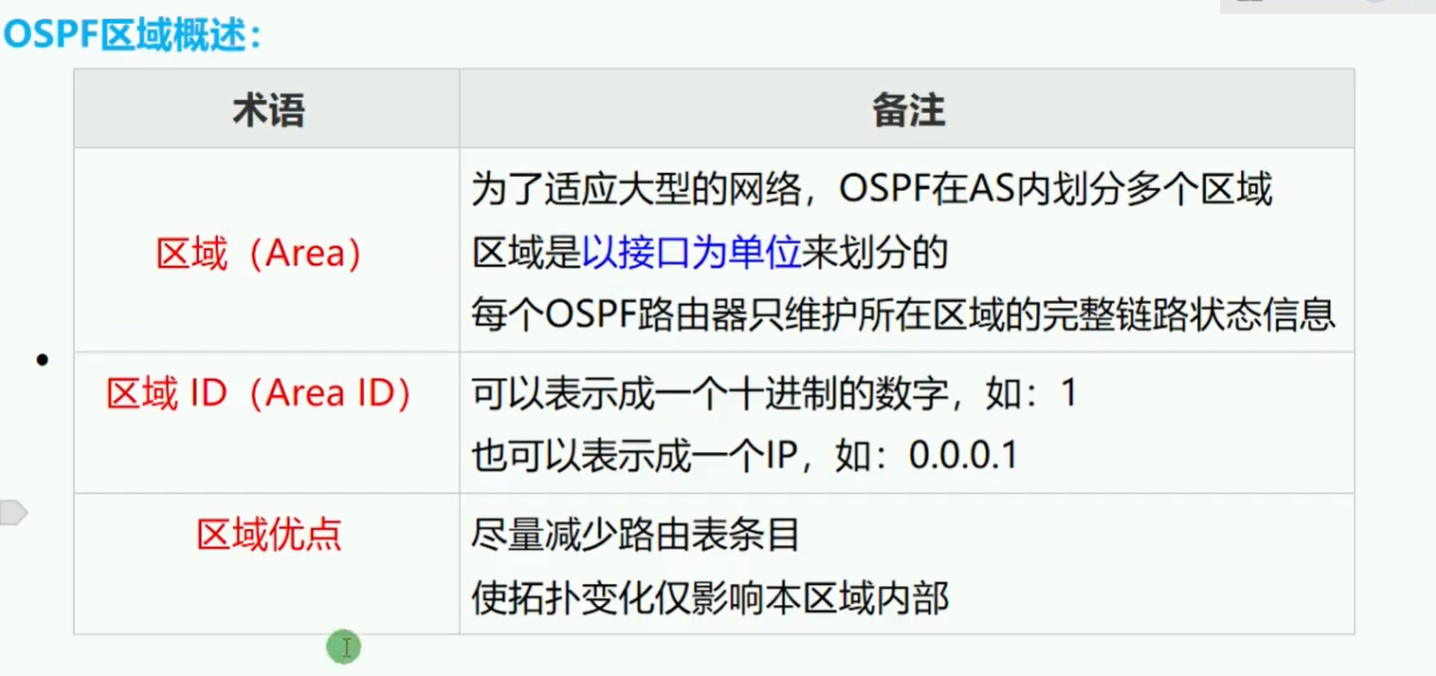 OSPF区域概述：
术语
备注
区域（Area）
为了适应大型的网络，OSPF在AS内划分多个区域
区域是以接口为单位来划分的
每个OSPF路由器只维护所在区域的完整链路状态信息
区域 ID（Area ID）
可以表示成一个十进制的数字，如：1
也可以表示成一个IP，如：0.0.0.1
区域优点
尽量减少路由表条目
使拓扑变化仅影响本区域内部